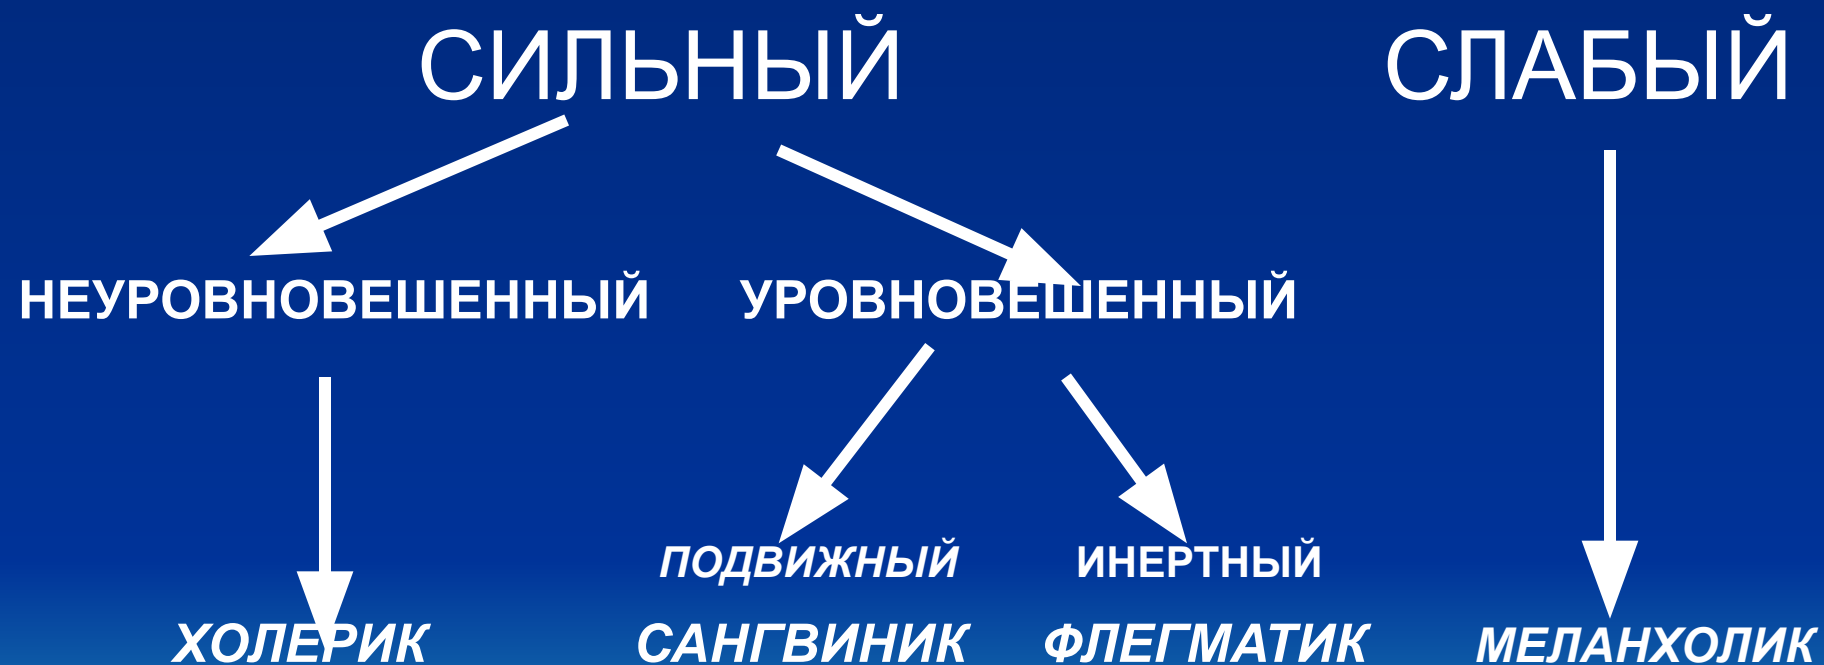 СИЛЬНЫЙ СЛАБЫЙ
НЕУРОВНОВЕШЕННЫЙ УРОВНОВЕШЕННЫЙ
ПОДВИЖНЫЙ ИНЕРТНЫЙ
ХОЛЕРИК САНГВИНИК ФЛЕГМАТИК МЕЛАНХОЛИК